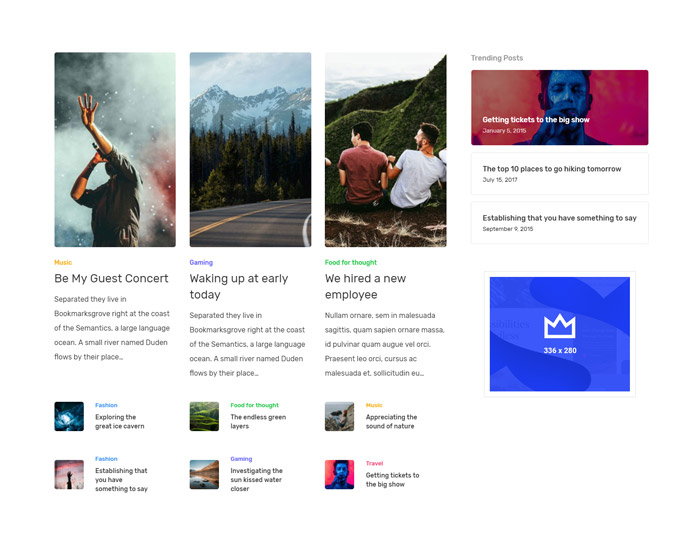 Music
Be My Guest Concert
Separated they live in
Bookmarksgrove right at the coast
of the Semantics, a large language
ocean. A small river named Duden
flows by their place…
Gaming
Waking up at early
today
Separated they live in
Bookmarksgrove right at the coast
of the Semantics, a large language
ocean. A small river named Duden
flows by their place…
Food for thought
We hired a new
employee
Nullam ornare, sem in malesuada
sagittis, quam sapien ornare massa,
id pulvinar quam augue vel orci.
Praesent leo orci, cursus ac
malesuada et, sollicitudin eu…
Fashion
Exploring the
great ice cavern
Food for thought
The endless green
layers
Music
Appreciating the
sound of nature
Fashion
Establishing that
you have
something to say
Gaming
Investigating the
sun kissed water
closer
Travel
Getting tickets to
the big show
Trending Posts
Getting tickets to the big show
January 5, 2015
The top 10 places to go hiking tomorrow
July 15, 2017
Establishing that you have something to say
September 9, 2015
336 x 280